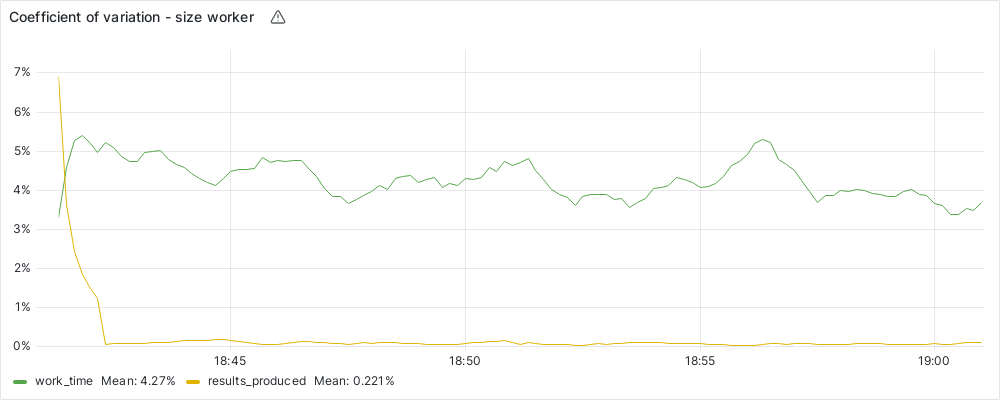 Coefficient of variation - size worker
7%
6%
5%
4%
3%
2%
1%
0%
18:45 18:50 18:55 19:00
work_time Mean: 4.27% results_produced Mean: 0.221%